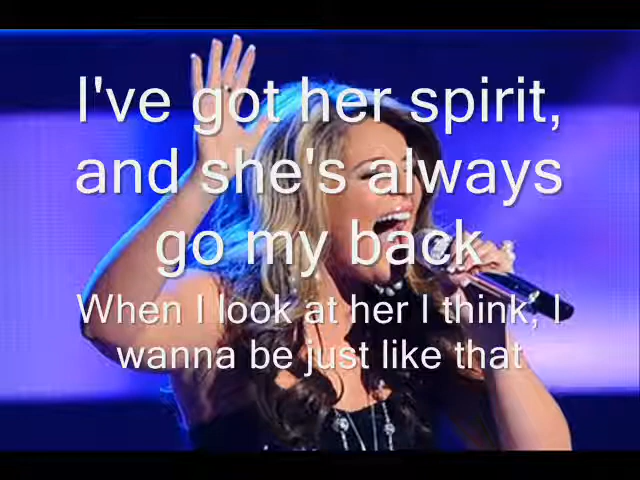 I've got her spirit,
and she's always
go my back
When I look at her I think, I
wanna be just like that